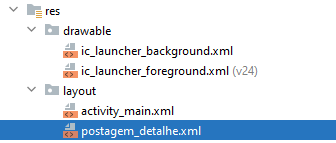 res
drawable
ic_launcher_background.xml
ic_launcher_foreground.xml (v24)
layout
activity_main.xml
postagem_detalhe.xml